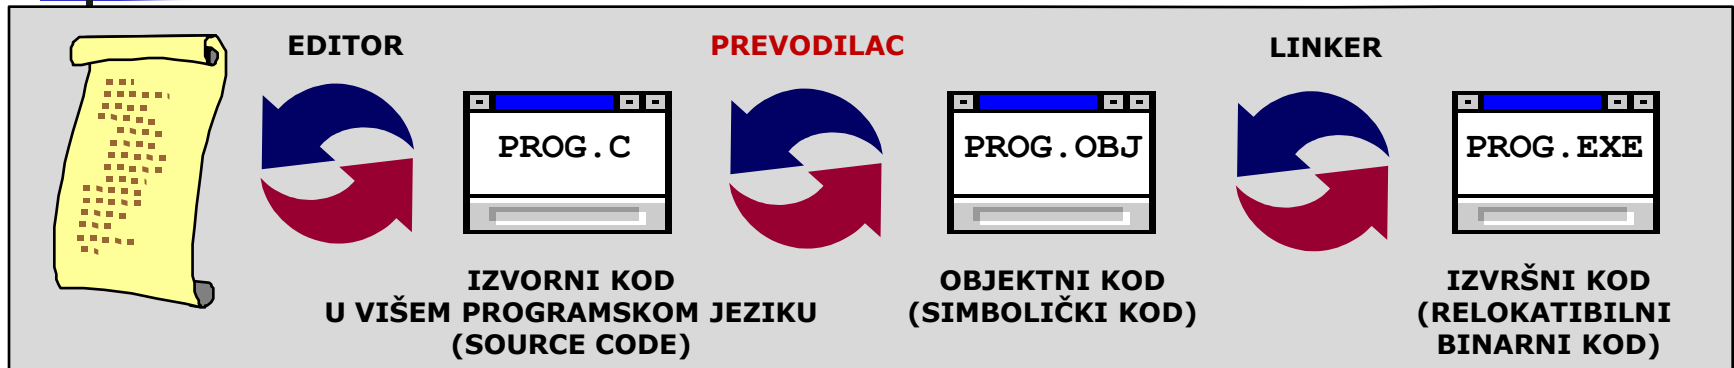 EDITOR
PREVODILAC
LINKER
PROG.C
PROG.OBJ
PROG.EXE
IZVORNI KOD
U VIŠEM PROGRAMSKOM JEZIKU
(SOURCE CODE)
OBJEKTNI KOD
(SIMBOLIČKI KOD)
IZVRŠNI KOD
(RELOKATIBILNI
BINARNI KOD)